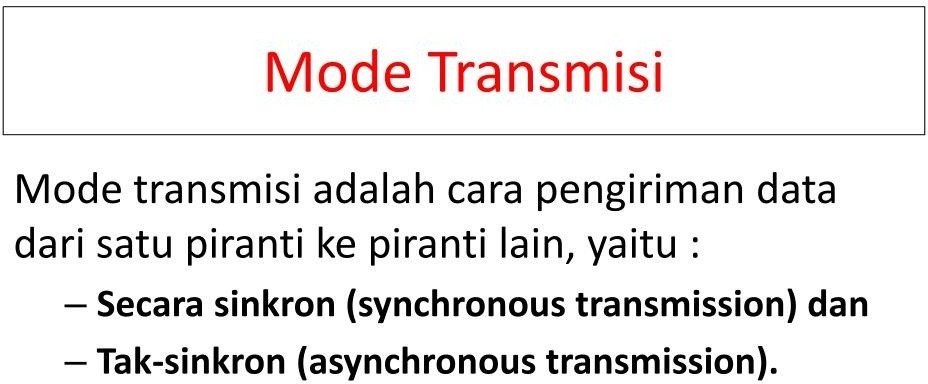 Mode Transmisi
Mode transmisi adalah cara pengiriman data
dari satu piranti ke piranti lain, yaitu :
– Secara sinkron (synchronous transmission) dan
– Tak-sinkron (asynchronous transmission).